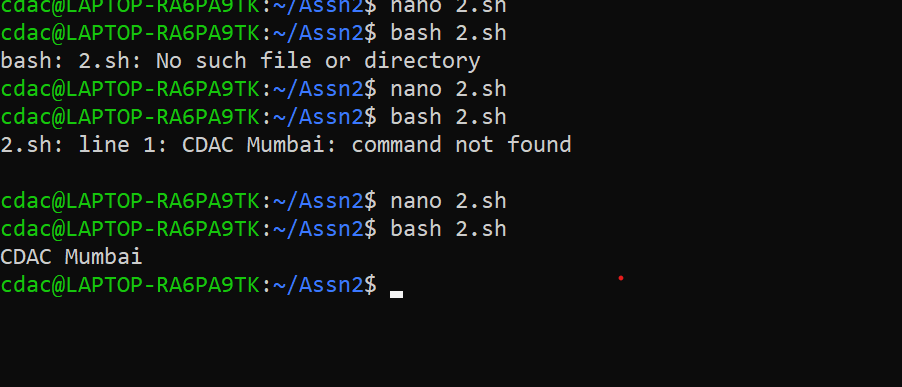 cdac@LAPTOP-RA6PA9TK:~/Assn2$ nano 2.sh
cdac@LAPTOP-RA6PA9TK:~/Assn2$ bash 2.sh
bash: 2.sh: No such file or directory
cdac@LAPTOP-RA6PA9TK:~/Assn2$ nano 2.sh
cdac@LAPTOP-RA6PA9TK:~/Assn2$ bash 2.sh
2.sh: line 1: CDAC Mumbai: command not found
cdac@LAPTOP-RA6PA9TK:~/Assn2$ nano 2.sh
cdac@LAPTOP-RA6PA9TK:~/Assn2$ bash 2.sh
CDAC Mumbai
cdac@LAPTOP-RA6PA9TK:~/Assn2$